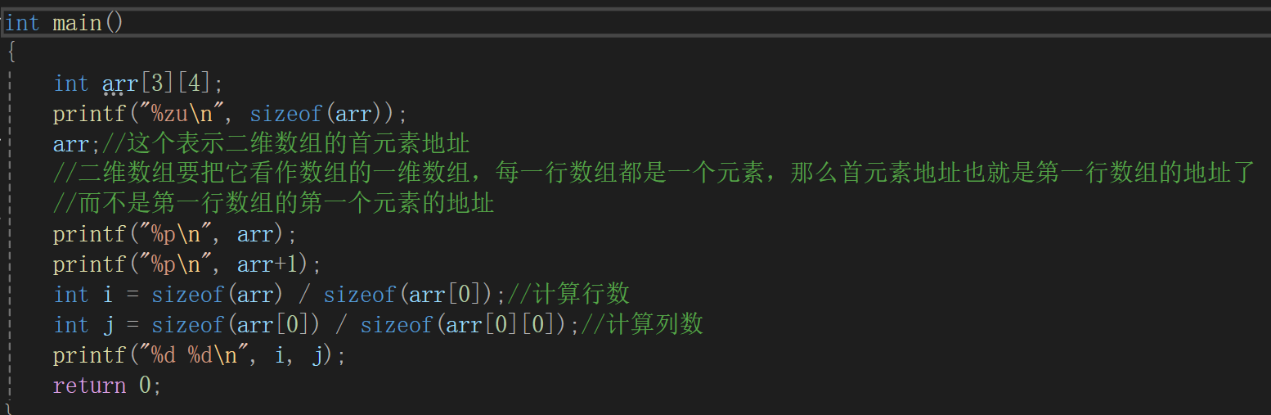 int main()
{
int arr[3][4];
printf("%zu\n", sizeof(arr));
arr;//这个表示二维数组的首元素地址
//二维数组要把它看作数组的一维数组，每一行数组都是一个元素，那么首元素地址也就是第一行数组的地址了
//而不是第一行数组的第一个元素的地址
printf("%p\n", arr);
printf("%p\n", arr+1);
int i = sizeof(arr) / sizeof(arr[0]);//计算行数
int j = sizeof(arr[0]) / sizeof(arr[0][0]);//计算列数
printf("%d %d\n", i, j);
return 0;
}